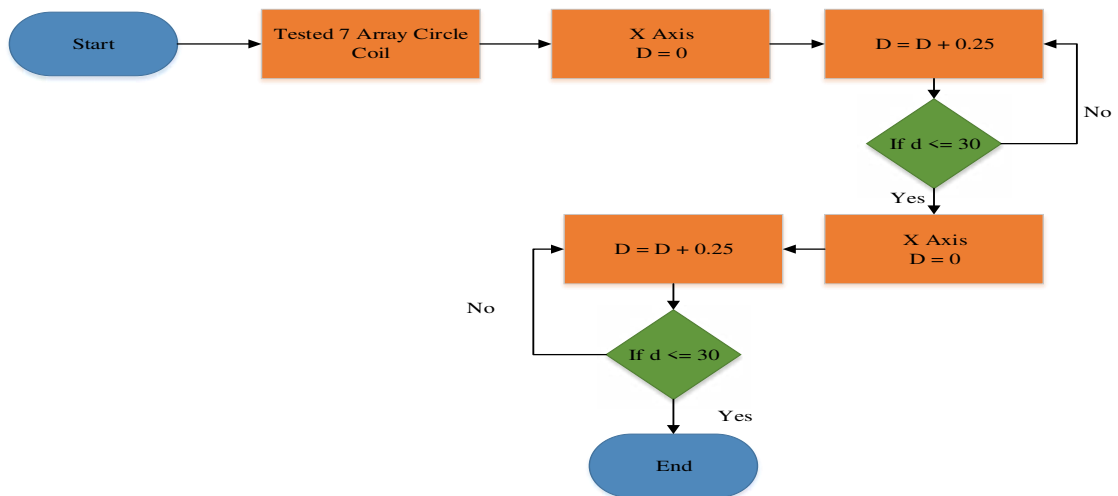 Start
Tested 7 Array Circle
Coil
X Axis
D = 0
D = D + 0.25
No
If d <= 30
Yes
X Axis
D = 0
D = D + 0.25
No
If d <= 30
Yes
End